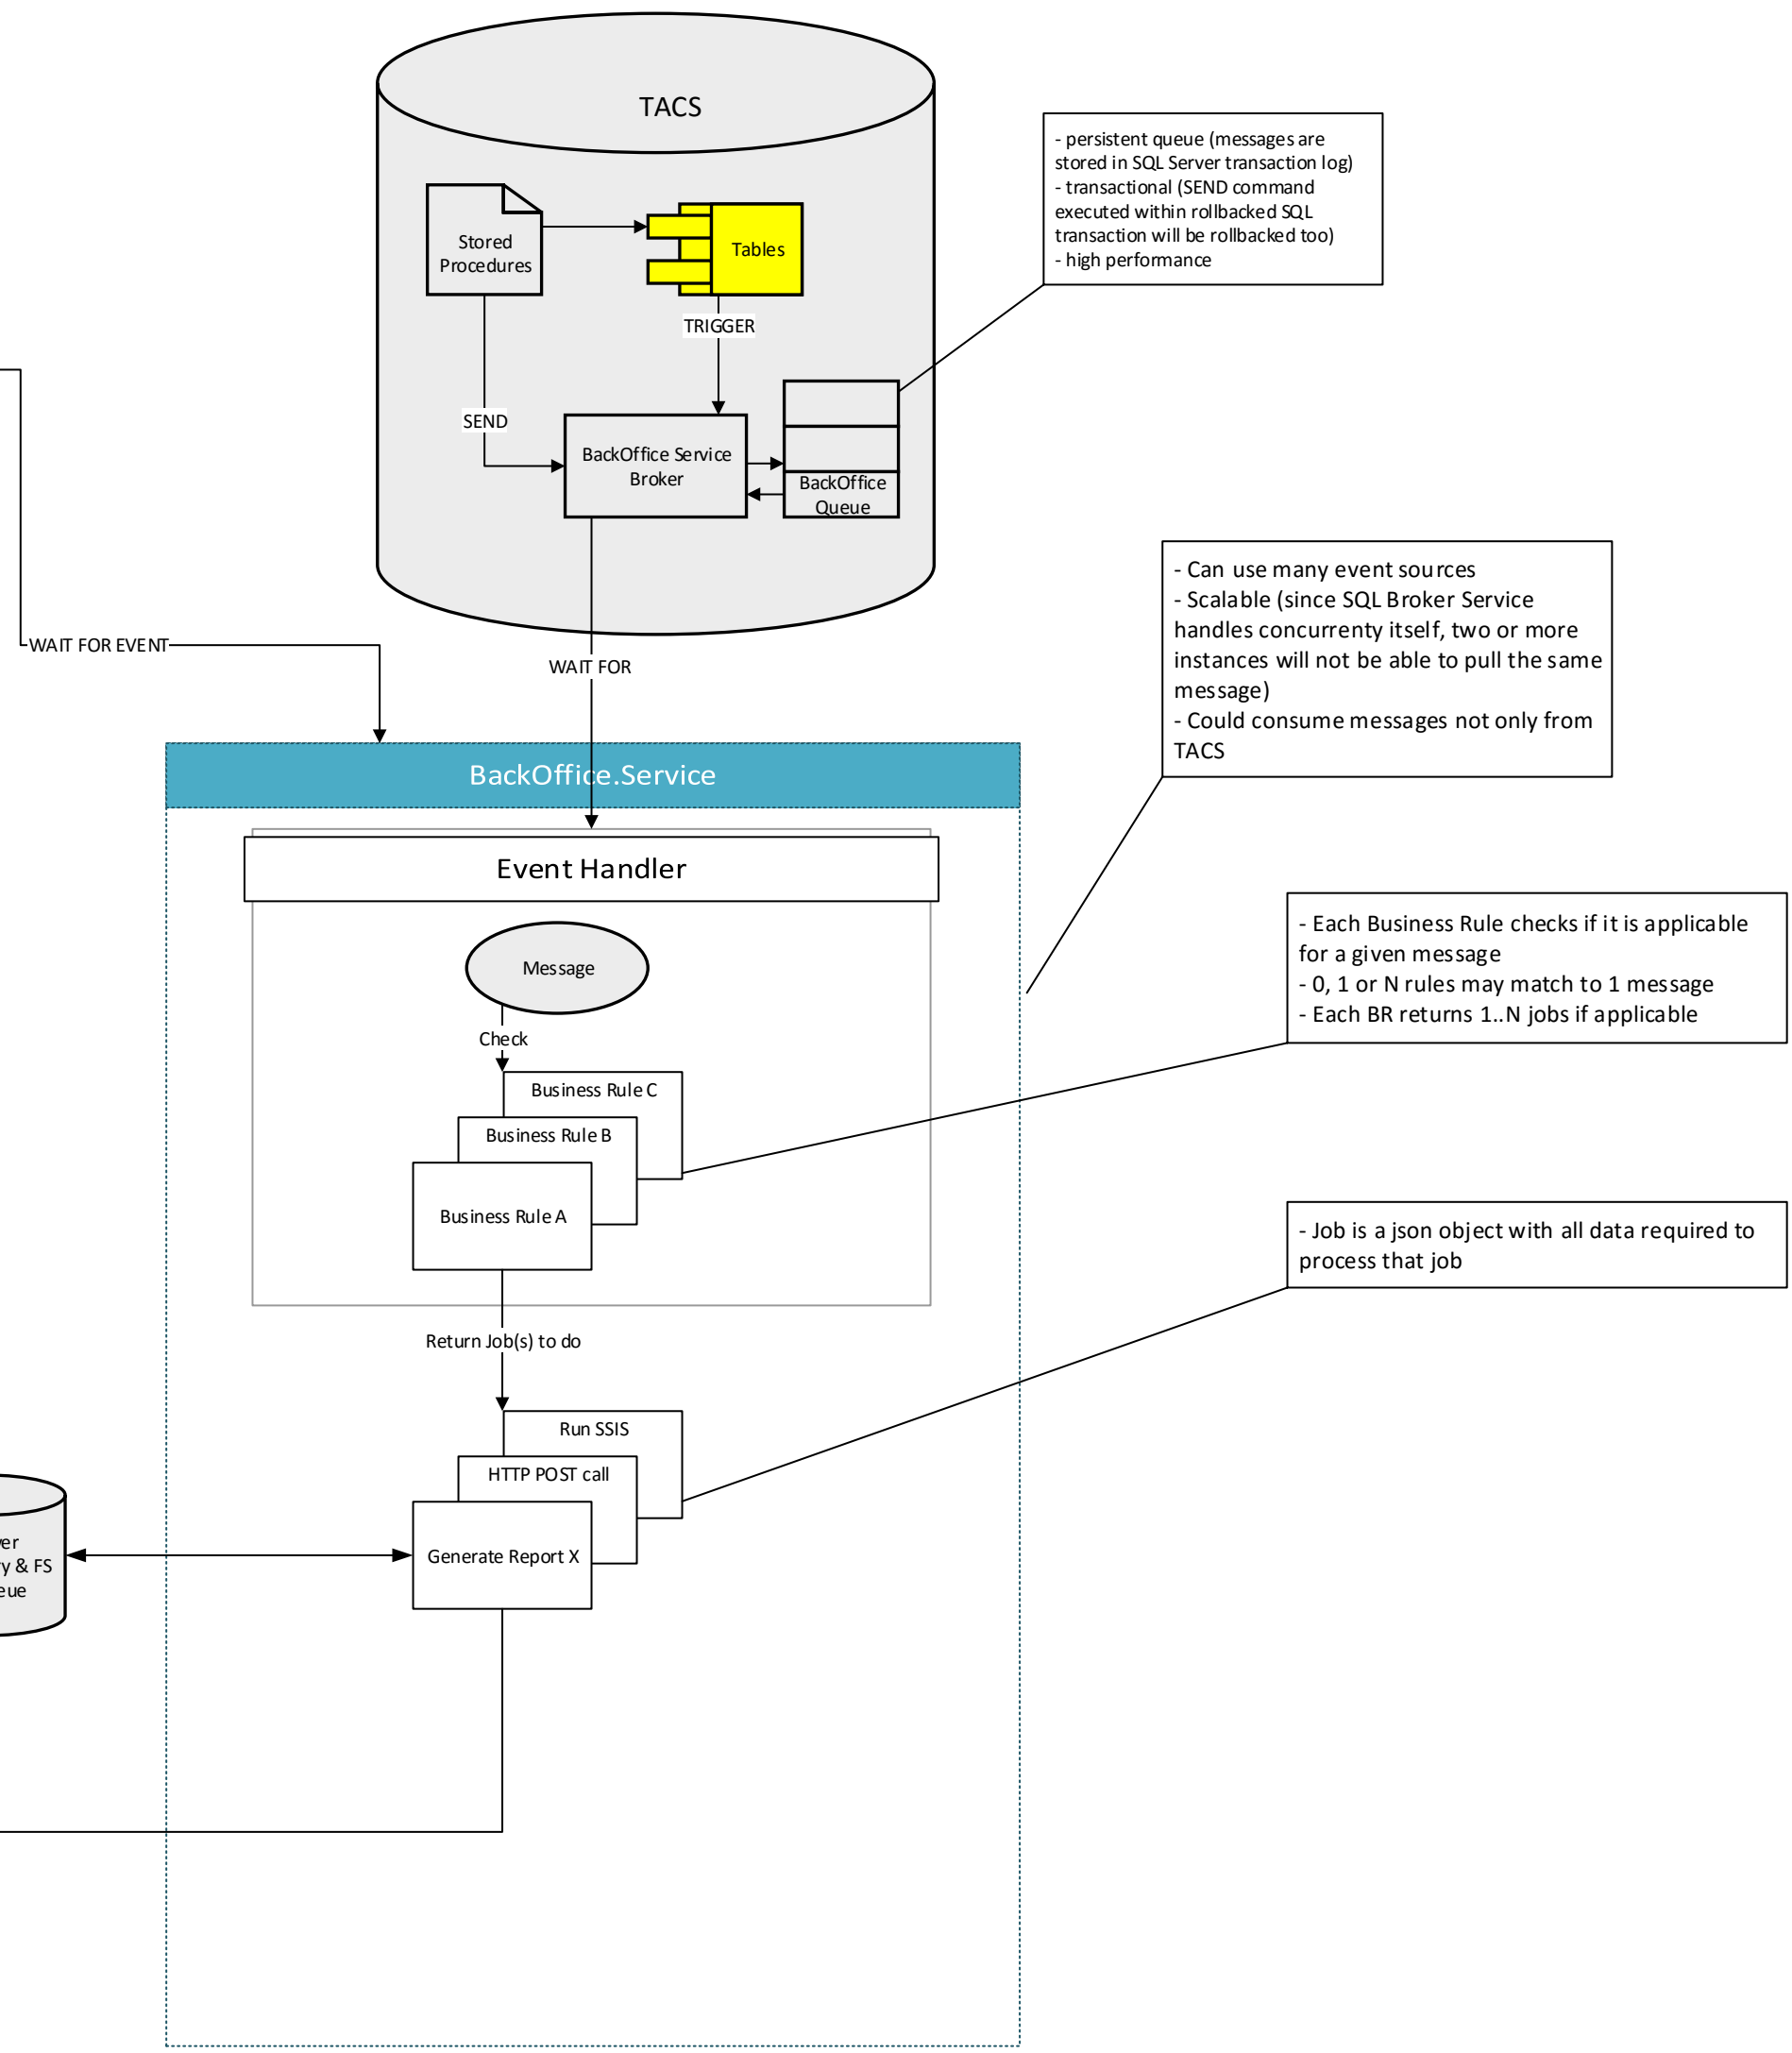 TACS
- persistent queue (messages are
stored in SQL Server transaction log)
- transactional (SEND command
executed within rollbacked SQL
transaction will be rollbacked too)
- high performance
Stored
Procedures
Tables
TRIGGER
SEND
BackOffice Service
Broker
BackOffice
Queue
- Can use many event sources
- Scalable (since SQL Broker Service
handles concurrenty itself, two or more
instances will not be able to pull the same
message)
- Could consume messages not only from
TACS
WAIT FOR EVENT
WAIT FOR
BackOffice.Service
Event Handler
- Each Business Rule checks if it is applicable
for a given message
- 0, 1 or N rules may match to 1 message
- Each BR returns 1..N jobs if applicable
Message
Check
Business Rule C
Business Rule B
Business Rule A
- Job is a json object with all data required to
process that job
Return Job(s) to do
Run SSIS
HTTP POST call
Generate Report X
& FS